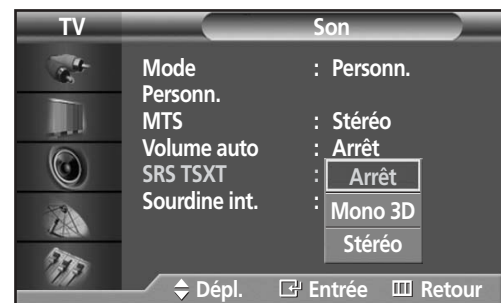 TV Son
Mode : Personn.
Personn.
MTS : Stéréo
Volume auto : Arrêt
SRS TSXT : Arrêt
Sourdine int. : Mono 3D
Stéréo
Dépl. Entrée Retour